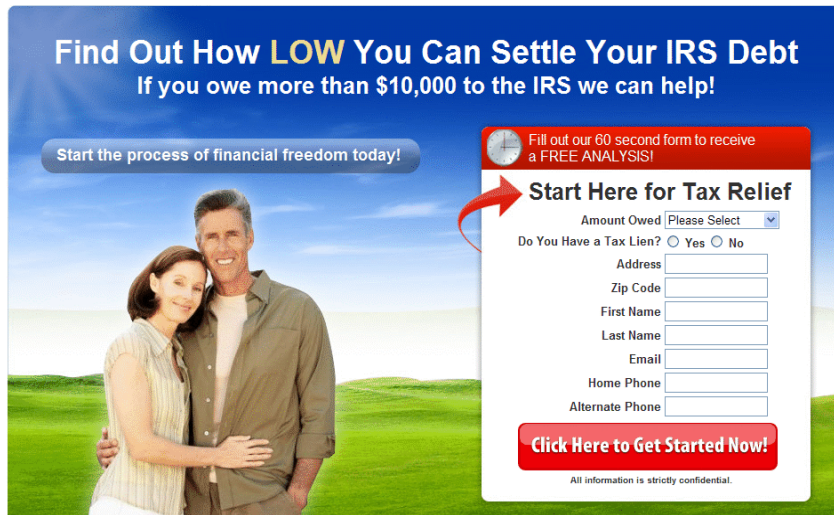 Find Out How LOW You Can Settle Your IRS Debt
If you owe more than $10,000 to the IRS we can help!
Start the process of financial freedom today!
Fill out our 60 second form to receive
a FREE ANALYSIS!
Start Here for Tax Relief
Amount Owed Please Select
Do You Have a Tax Lien? Yes No
Address
Zip Code
First Name
Last Name
Email
Home Phone
Alternate Phone
Click Here to Get Started Now!
All information is strictly confidential.